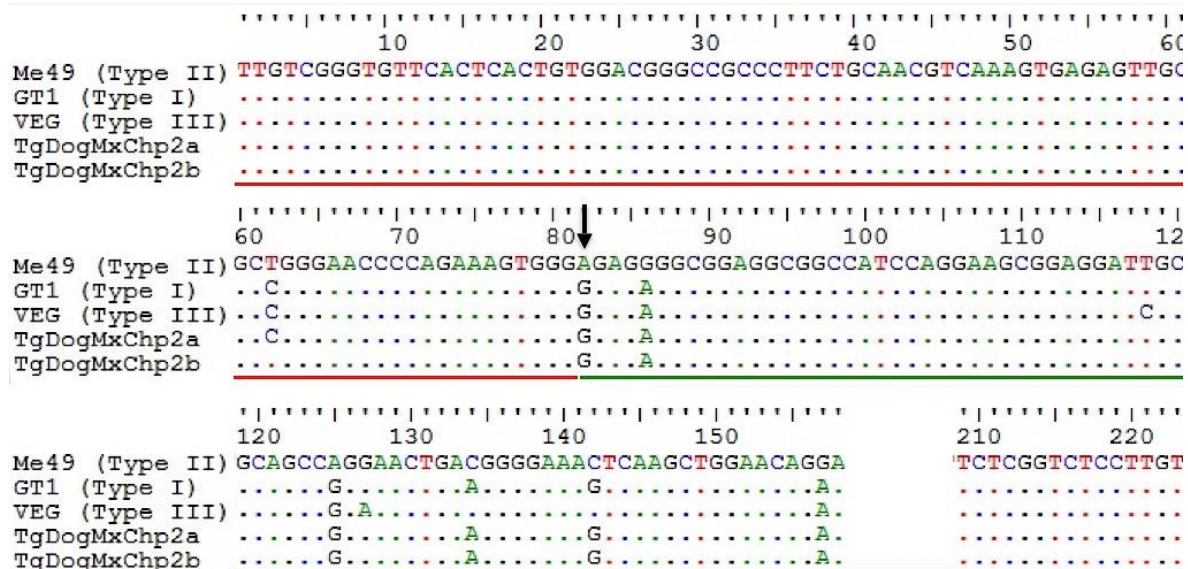 10 20 30 40 50 60
Me49 (Type II) TTGTCGGGTGTTCACTCACTGTGGACGGGCCGCCCTTCTGCAACGTCAAAGTGAGAGTTGC
GT1 (Type I) .............................................................
VEG (Type III) .............................................................
TgDogMxChp2a .............................................................
TgDogMxChp2b .............................................................
60 70 80 90 100 110 12
Me49 (Type II) GCTGGGAACCCCAGAAAGTGGGAGAGGGGCGGAGGCGGCCATCCAGGAAGCGGAGGATTGC
GT1 (Type I) ..C...................G...A..................................
VEG (Type III) ..C...................G...A...............................C..
TgDogMxChp2a ..C...................G...A..................................
TgDogMxChp2b ......................G...A..................................
120 130 140 150 210 220
Me49 (Type II) GCAGCCAGGAACTGACGGGGAAACTCAAGCTGGAACAGGA TCTCGGTCTCCTTGT
GT1 (Type I) ......G........A.......G..............A. ...............
VEG (Type III) ......G.A.............................A. ...............
TgDogMxChp2a ......G........A.......G..............A. ...............
TgDogMxChp2b ......G........A.......G..............A. ...............